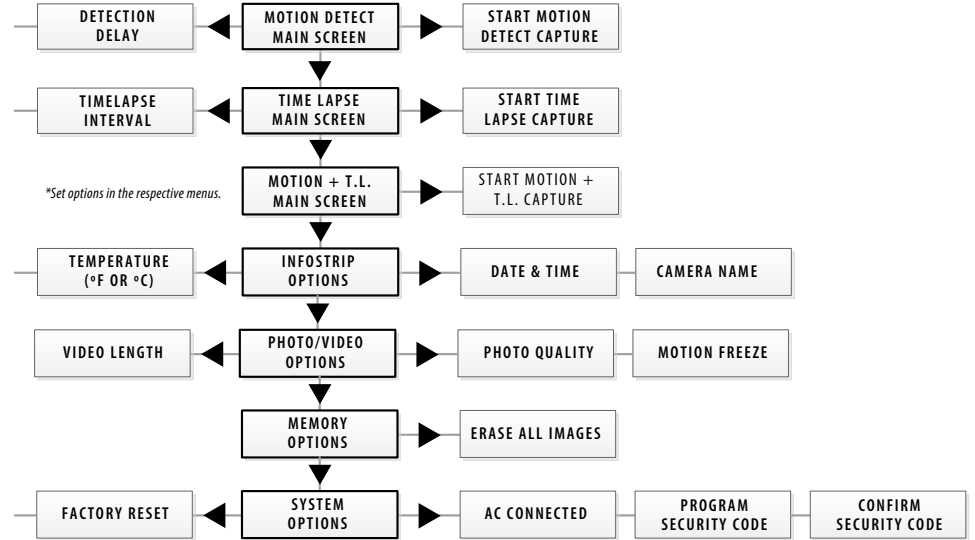 DETECTION
DELAY
MOTION DETECT
MAIN SCREEN
START MOTION
DETECT CAPTURE
TIMELAPSE
INTERVAL
TIME LAPSE
MAIN SCREEN
START TIME
LAPSE CAPTURE
*Set options in the respective menus.
MOTION + T.L.
MAIN SCREEN
START MOTION +
T.L. CAPTURE
TEMPERATURE
(ºF OR ºC)
INFOSTRIP
OPTIONS
DATE & TIME
CAMERA NAME
VIDEO LENGTH
PHOTO/VIDEO
OPTIONS
PHOTO QUALITY
MOTION FREEZE
MEMORY
OPTIONS
ERASE ALL IMAGES
FACTORY RESET
SYSTEM
OPTIONS
AC CONNECTED
PROGRAM
SECURITY CODE
CONFIRM
SECURITY CODE